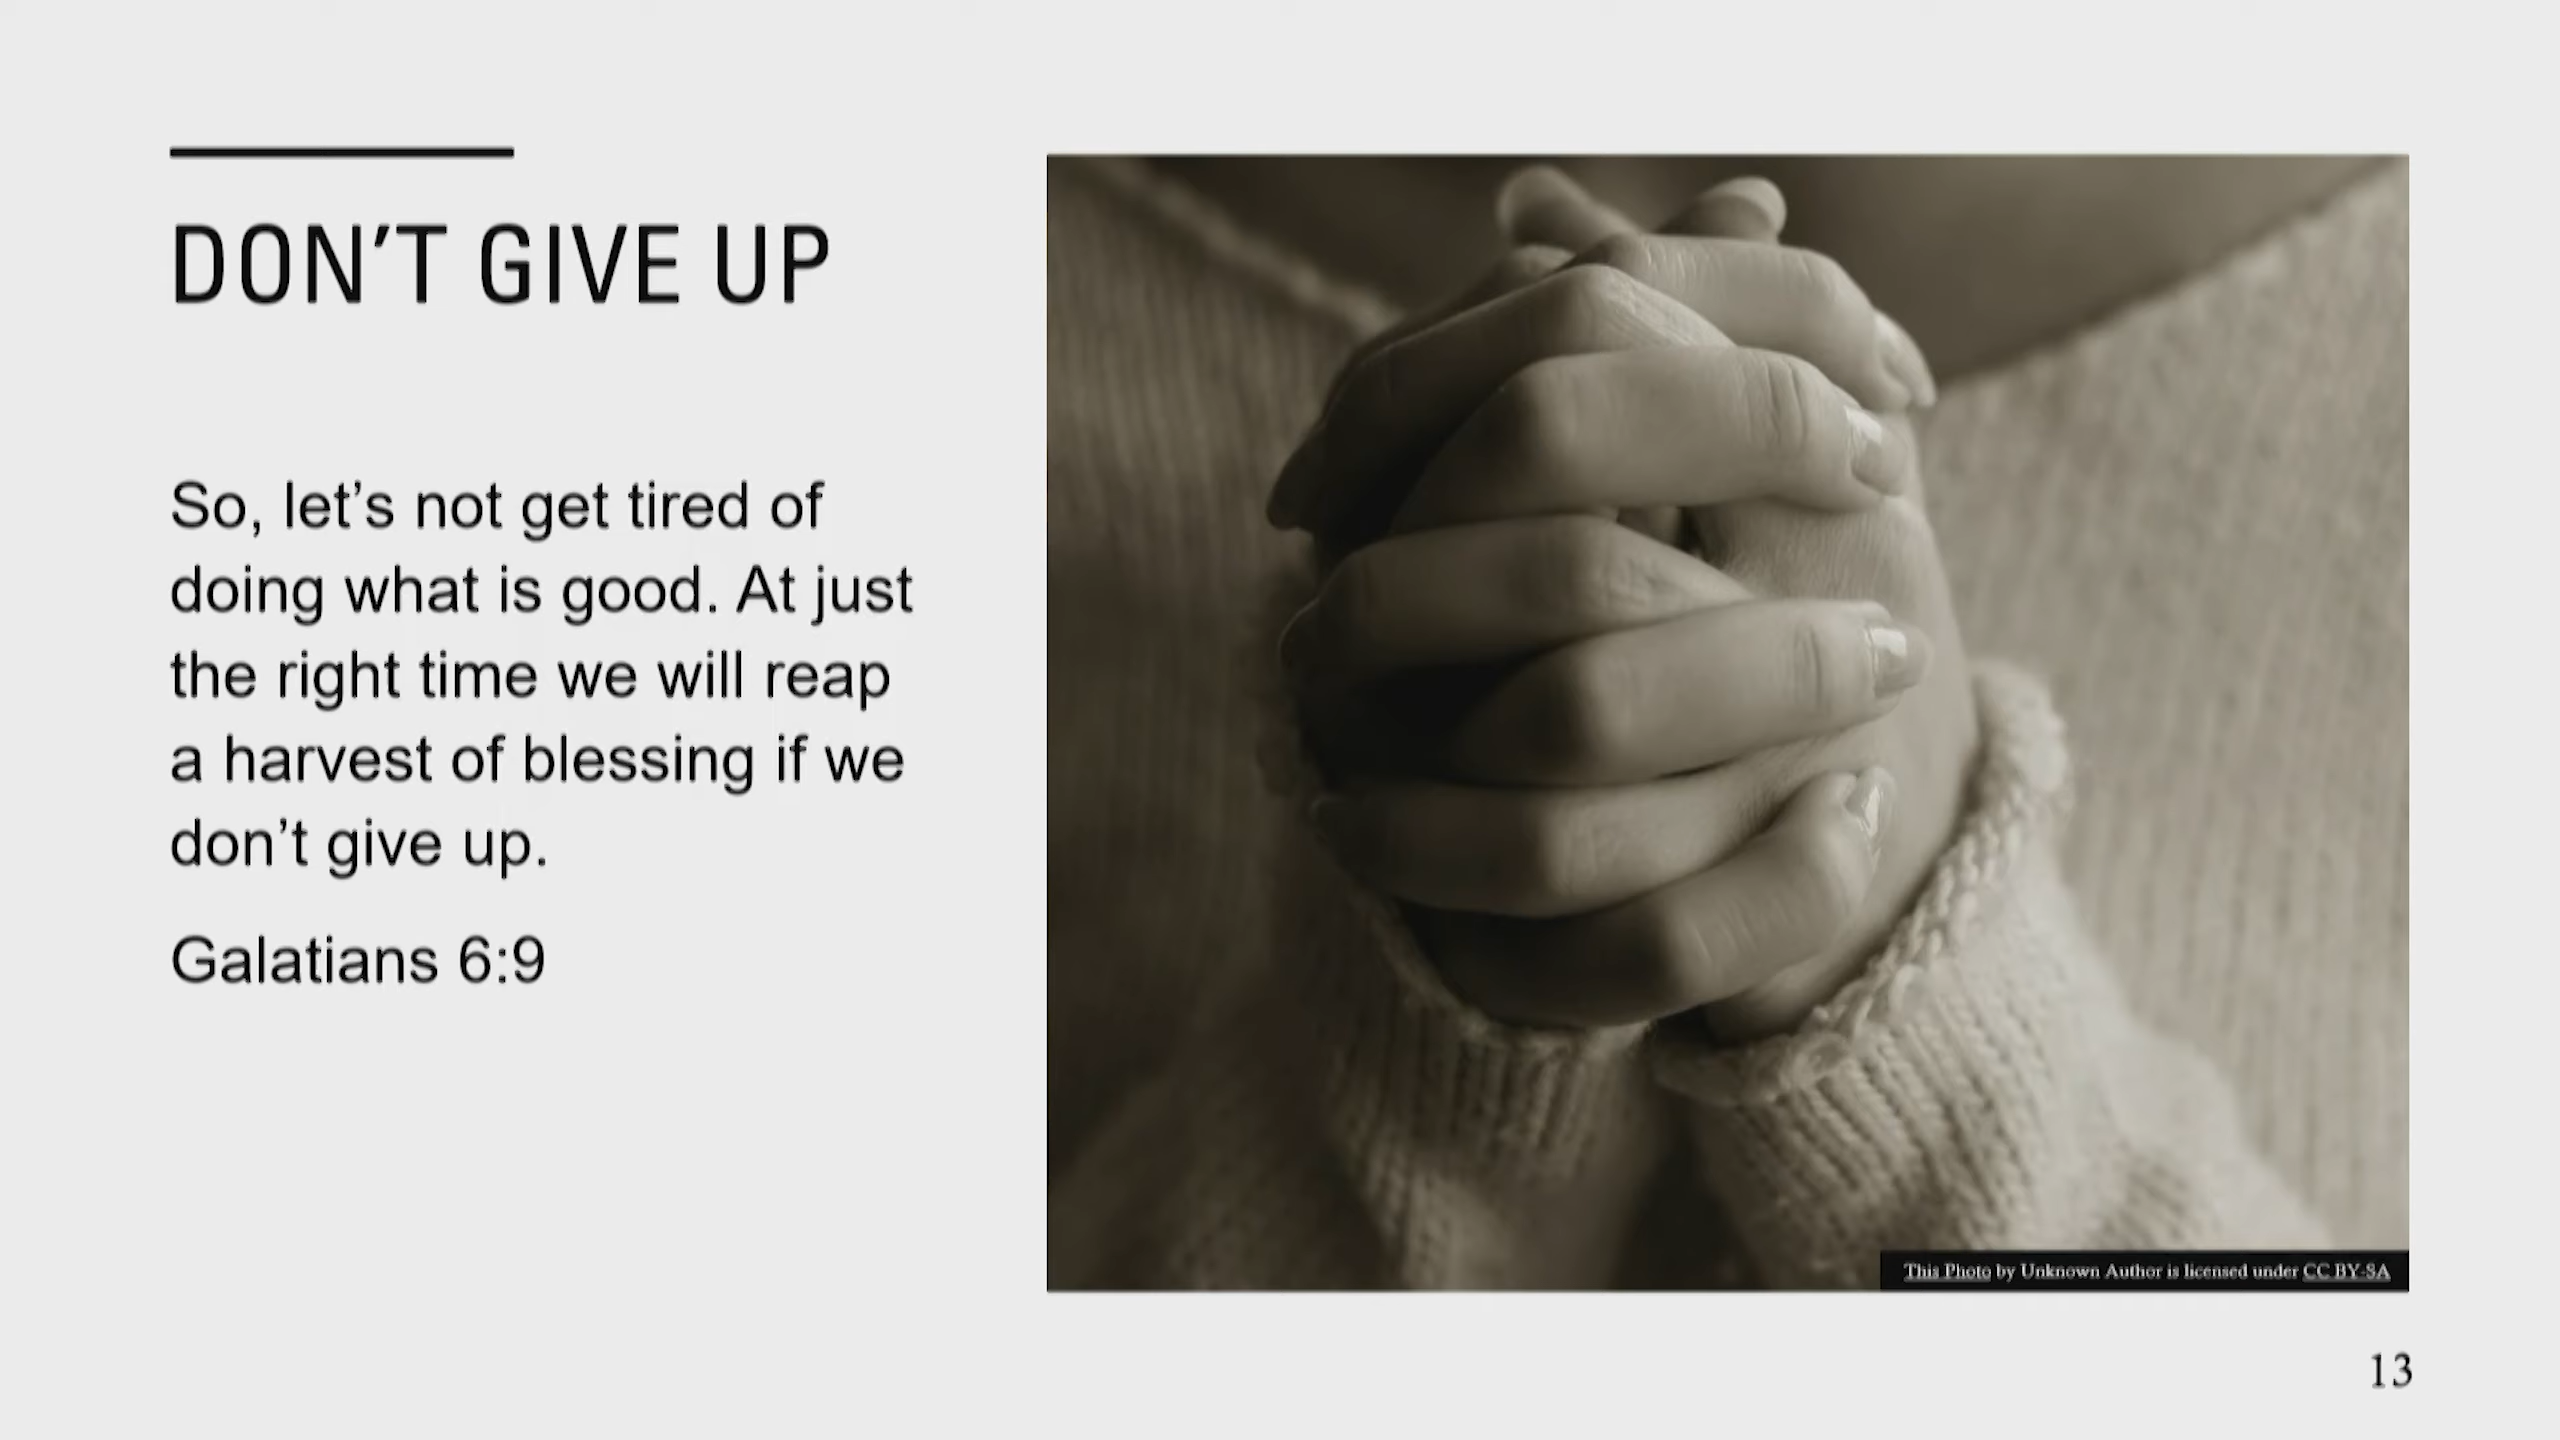 DON’T GIVE UP
So, let’s not get tired of
doing what is good. At just
the right time we will reap
a harvest of blessing if we
don’t give up.
Galatians 6:9
This Photo by Unknown Author is licensed under CC BY-SA
13